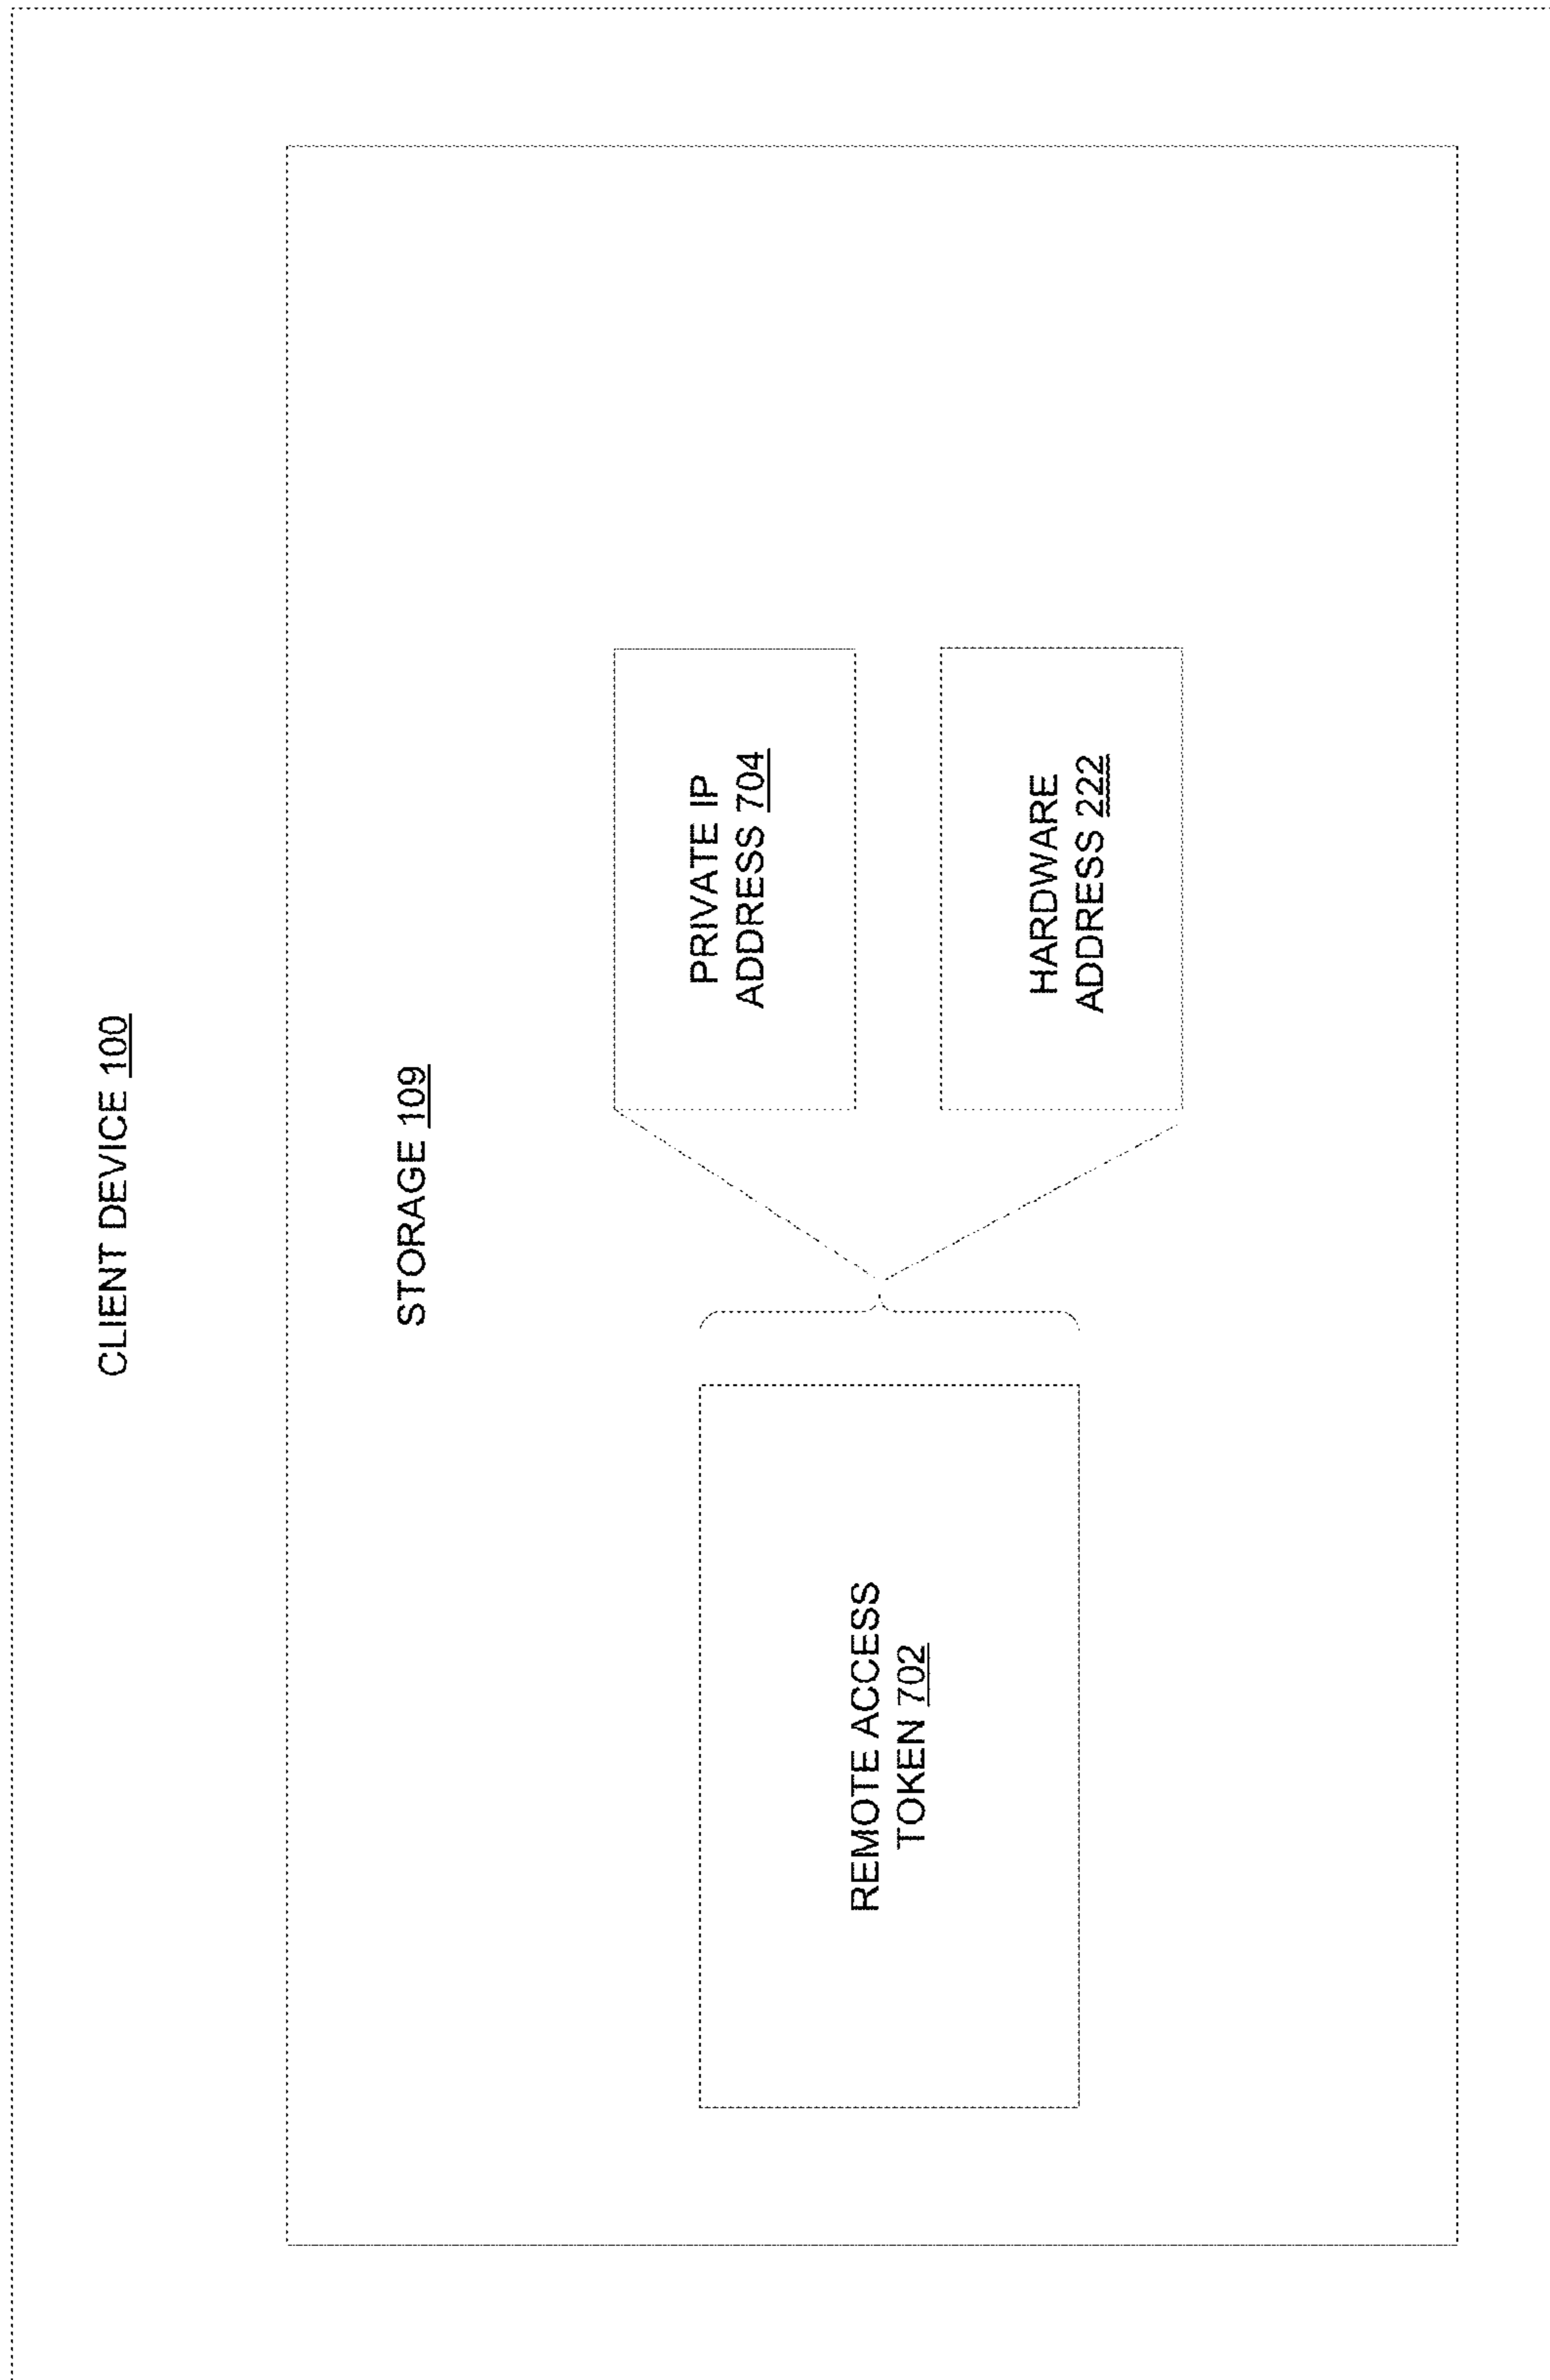 CLIENT DEVICE 100
STORAGE 109
REMOTE ACCESS
TOKEN 702
PRIVATE IP
ADDRESS 704
HARDWARE
ADDRESS 222